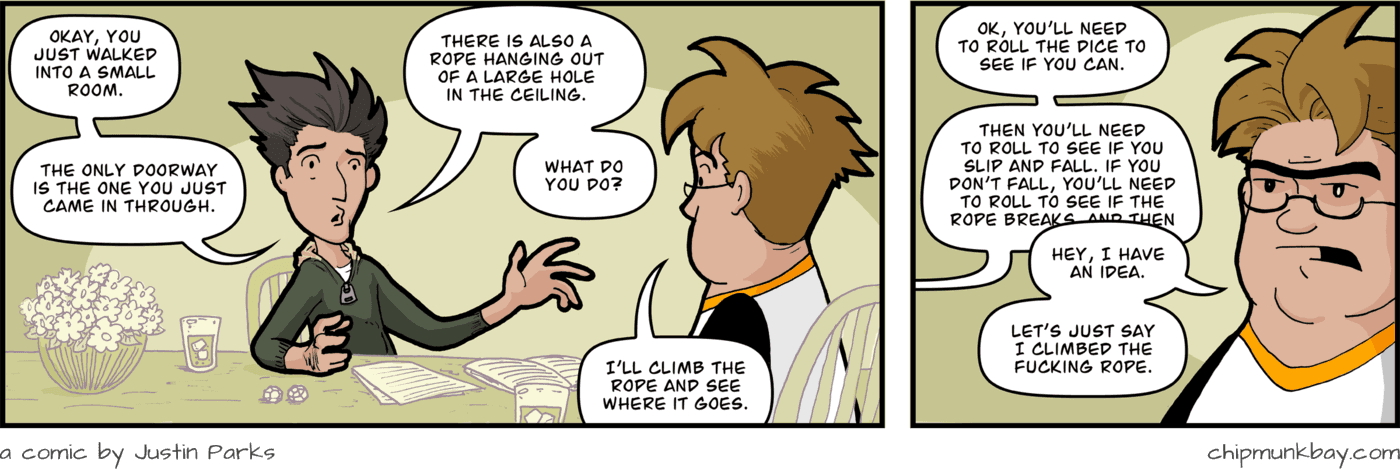 OKAY, YOU
JUST WALKED
INTO A SMALL
ROOM.
THE ONLY DOORWAY
IS THE ONE YOU JUST
CAME IN THROUGH.
THERE IS ALSO A
ROPE HANGING OUT
OF A LARGE HOLE
IN THE CEILING.
WHAT DO
YOU DO?
I'LL CLIMB THE
ROPE AND SEE
WHERE IT GOES.
OK, YOU'LL NEED
TO ROLL THE DICE TO
SEE IF YOU CAN.
THEN YOU'LL NEED
TO ROLL TO SEE IF YOU
SLIP AND FALL. IF YOU
DON'T FALL, YOU'LL NEED
TO ROLL TO SEE IF THE
ROPE BREAKS, AND THEN
HEY, I HAVE
AN IDEA.
LET'S JUST SAY
I CLIMBED THE
FUCKING ROPE.
a comic by Justin Parks
chipmunkbay.com